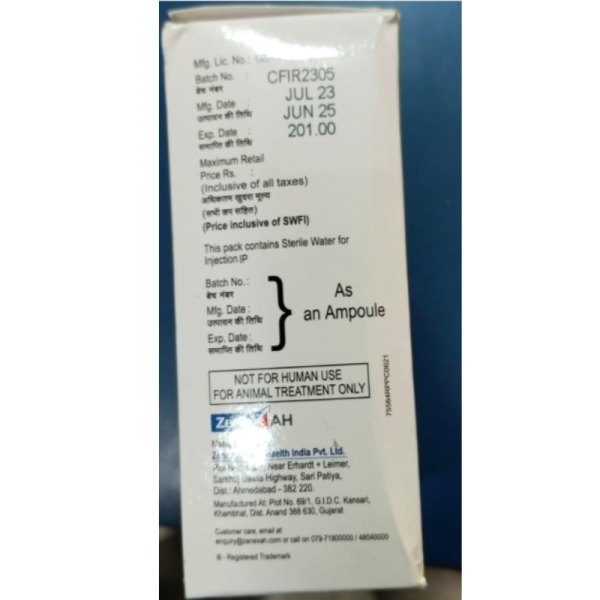 Mfg. Lic. No.:
Batch No. : CFIR2305
बैच नंबर
JUL 23
Mfg. Date :
उत्पादन की तिथि
JUN 25
Exp. Date :
समाप्ति की तिथि
201.00
Maximum Retail
Price Rs. :
(Inclusive of all taxes)
अधिकतम खुदरा मूल्य
(सभी कर सहित)
(Price inclusive of SWFI)
This pack contains Sterile Water for
Injection IP
Batch No.:
बैच नंबर
Mfg. Date :
उत्पादन की तिथि
Exp. Date:
समाप्ति की तिथि
As
an Ampoule
NOT FOR HUMAN USE
FOR ANIMAL TREATMENT ONLY
AH
Health India Pvt. Ltd.
Near Erhardt + Leimer,
Highway, Sari Patiya,
Dist.: Ahmedabad - 382 220.
Manufactured At: Plot No. 69/1, G.I.D.C. Kansari,
Khambhat, Dist. Anand 388 630, Gujarat
Customer care, email at:
enquiry@zenexah.com or call on 079-71800000 / 48040000
® - Registered Trademark